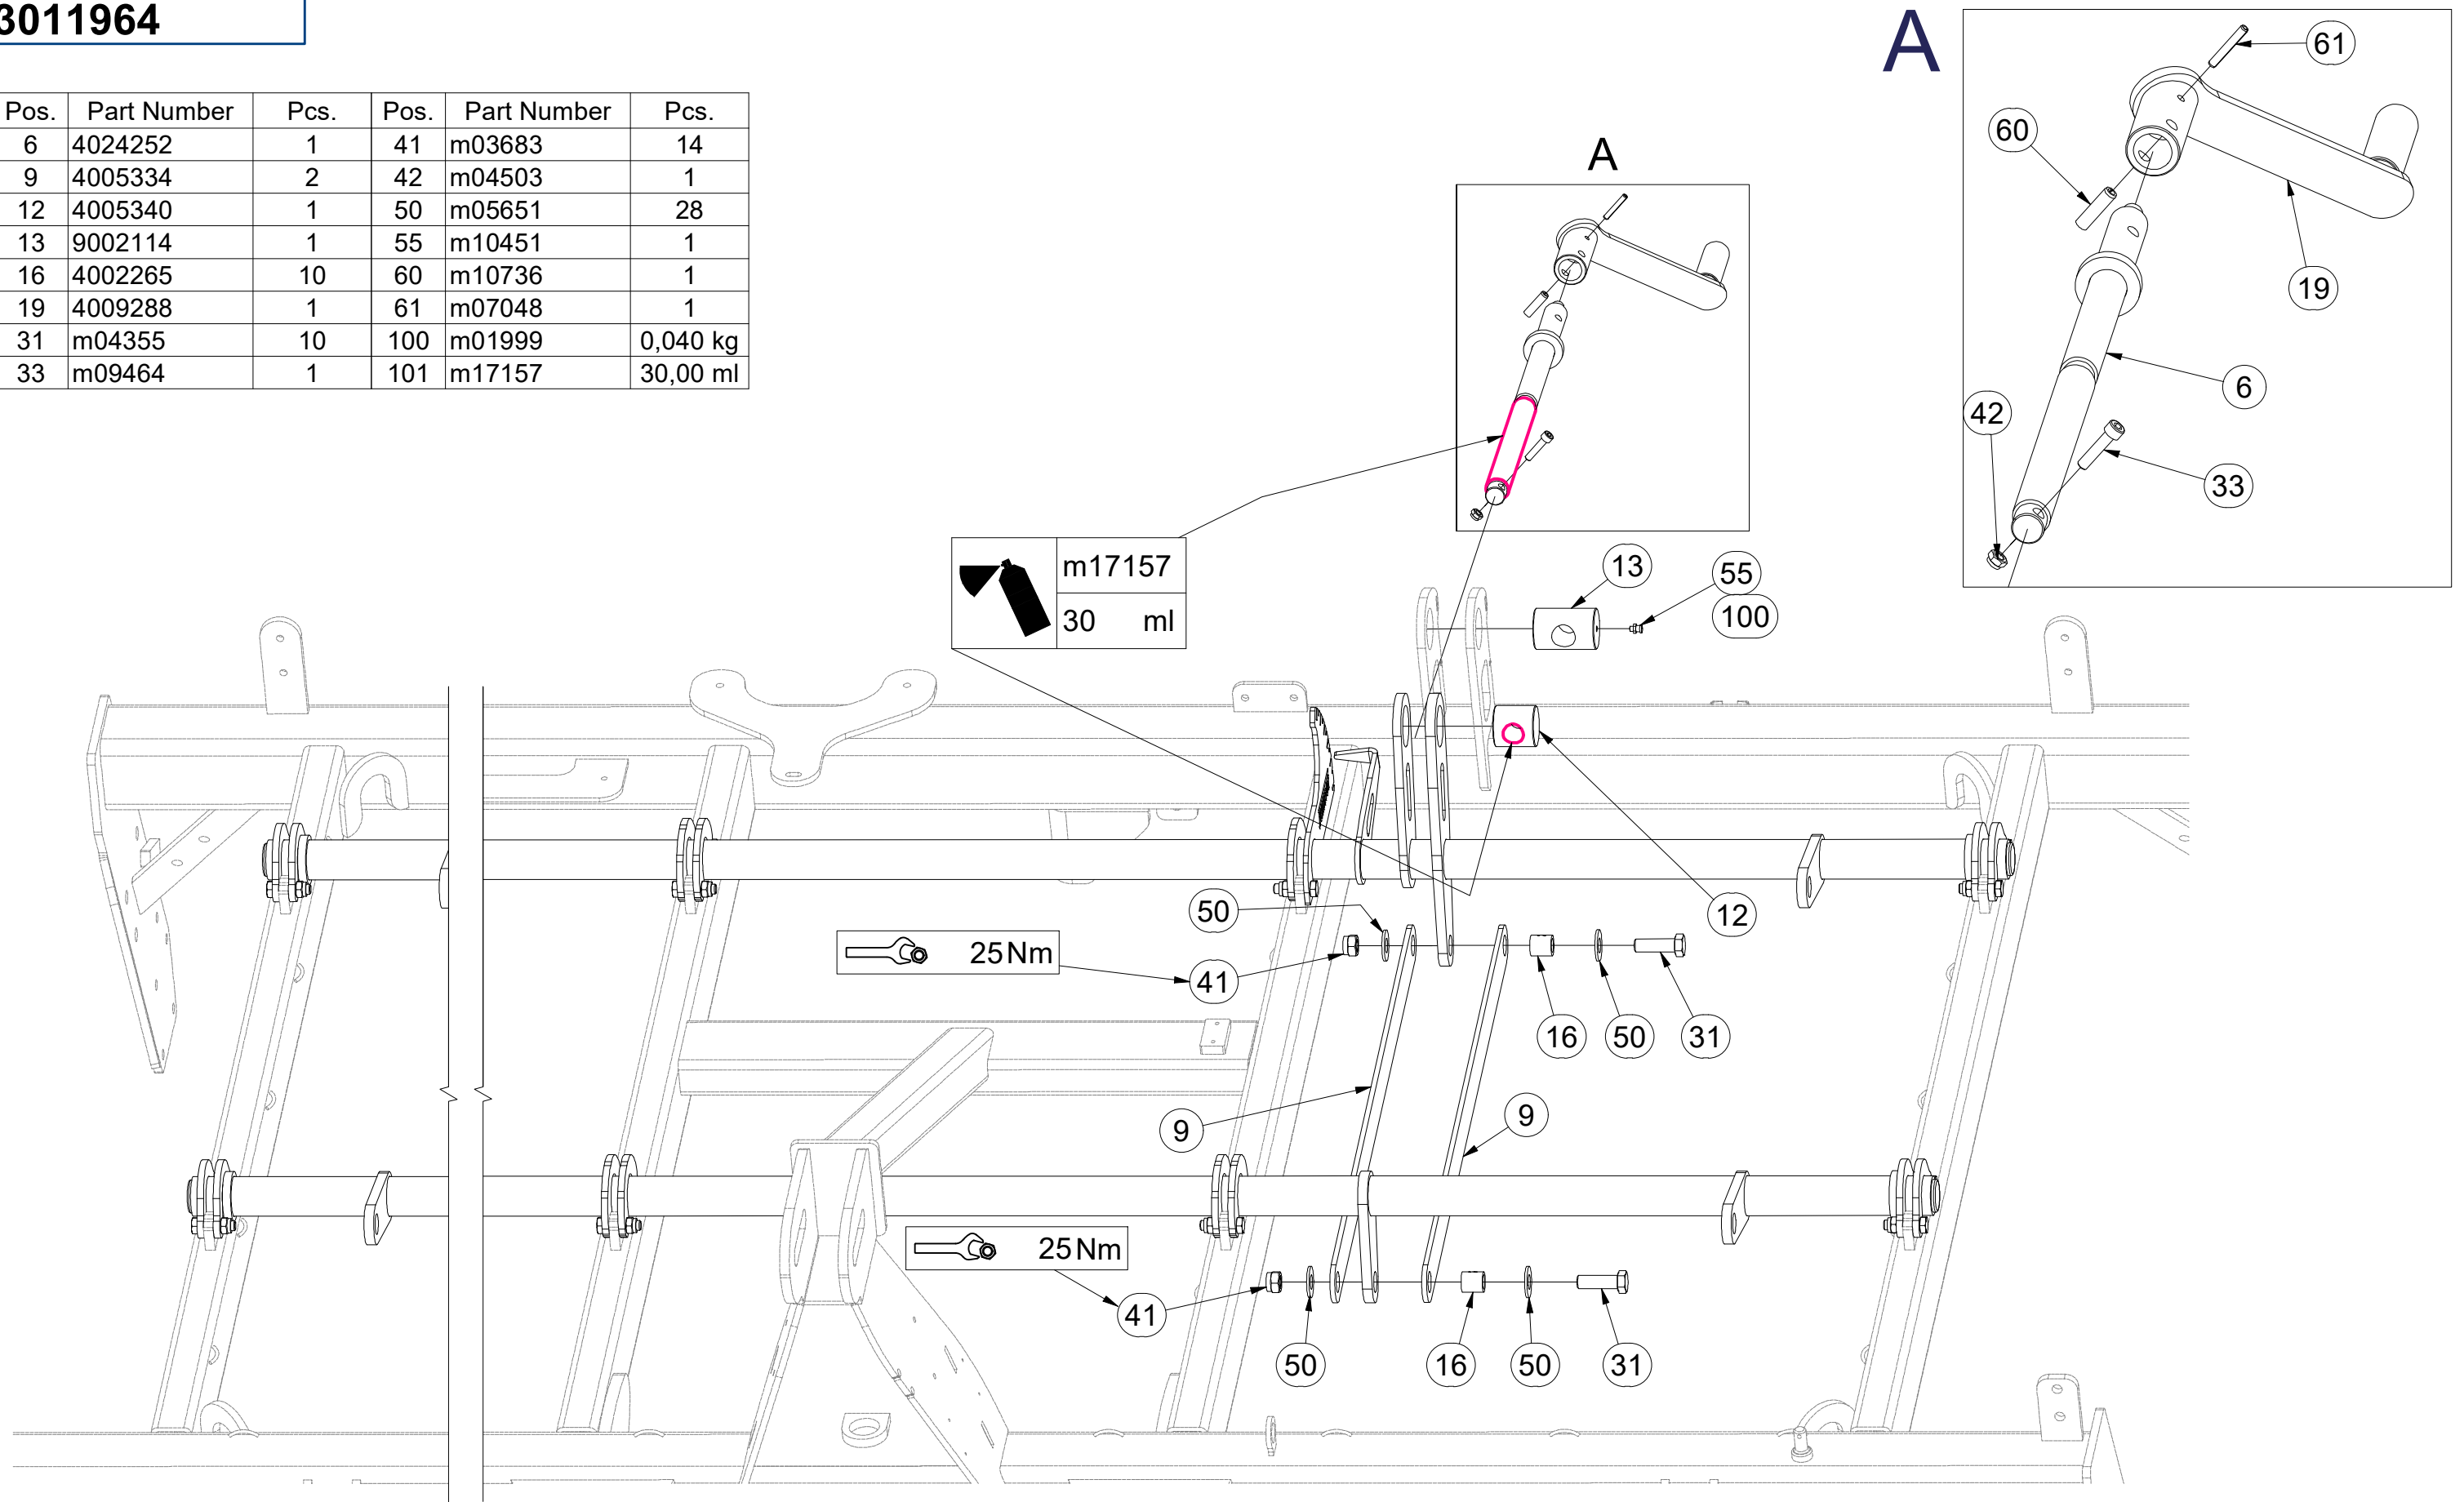 3011964
A
Pos. Part Number Pcs. Pos. Part Number Pcs.
6 4024252 1 41 m03683 14
9 4005334 2 42 m04503 1
12 4005340 1 50 m05651 28
13 9002114 1 55 m10451 1
16 4002265 10 60 m10736 1
19 4009288 1 61 m07048 1
31 m04355 10 100 m01999 0,040 kg
33 m09464 1 101 m17157 30,00 ml
61
60
19
6
42
33
A
m17157
30 ml
13
55
100
12
50
25 Nm
41
16
50
31
9
9
25 Nm
41
50
16
50
31